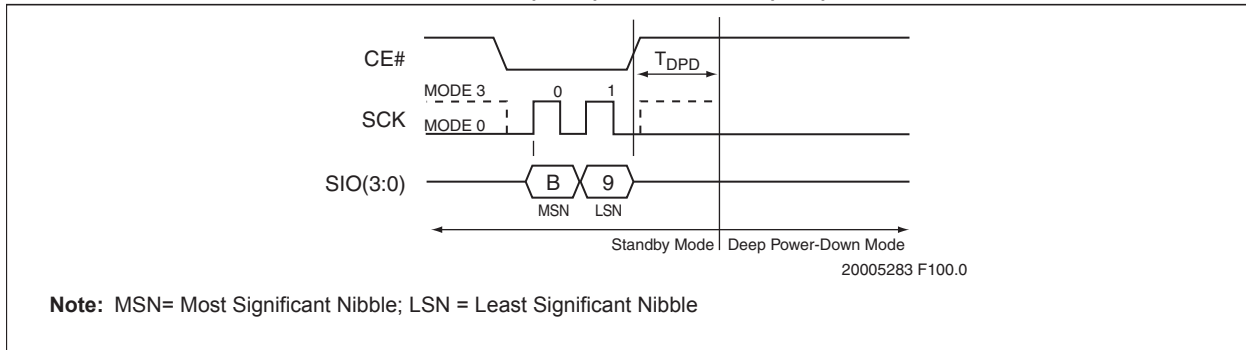 CE#
T_DPD
MODE 3
0 1
SCK
MODE 0
SIO(3:0)
B 9
MSN LSN
Standby Mode Deep Power-Down Mode
20005283 F100.0
Note: MSN= Most Significant Nibble; LSN = Least Significant Nibble